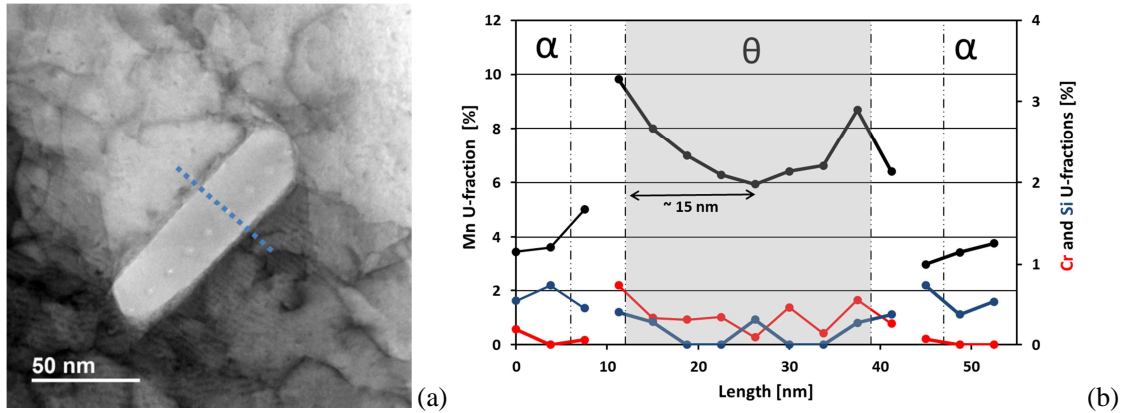 50 nm
(a)
Mn U-fraction [%]
12
10
8
6
4
2
0
α
θ
α
~ 15 nm
0
10
20
30
40
50
60
Length [nm]
4
3
2
1
0
Cr and Si U-fractions [%]
(b)